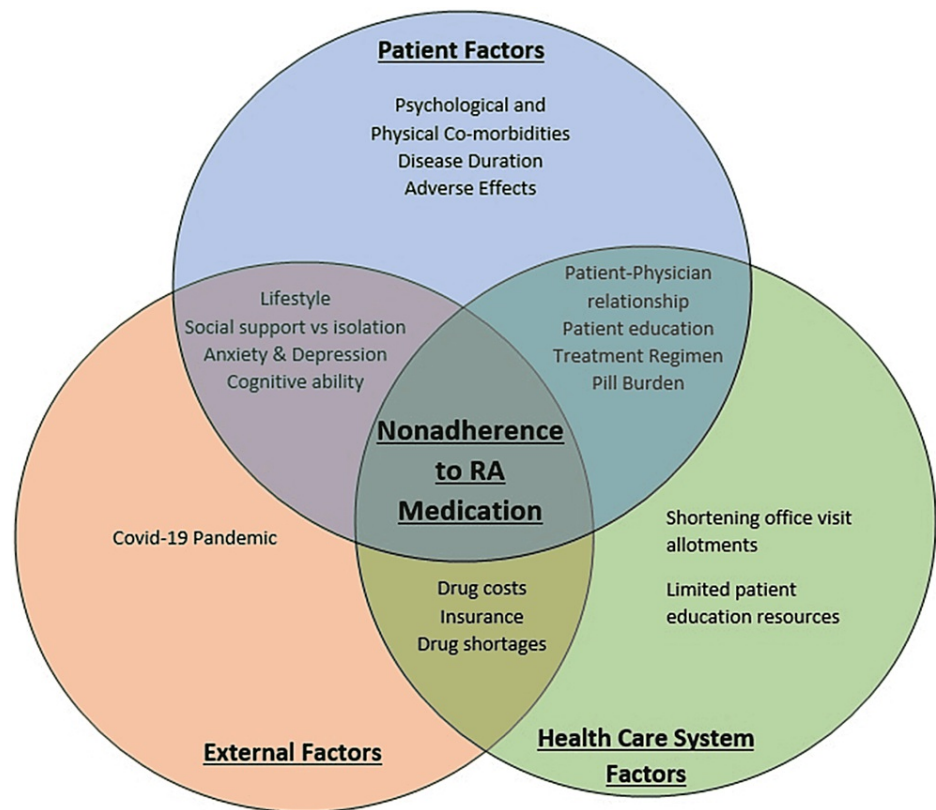 Patient Factors
Psychological and
Physical Co-morbidities
Disease Duration
Adverse Effects
Lifestyle
Social support vs isolation
Anxiety & Depression
Cognitive ability
Patient-Physician
relationship
Patient education
Treatment Regimen
Pill Burden
Nonadherence
to RA
Medication
Covid-19 Pandemic
Shortening office visit
allotments
Limited patient
education resources
Drug costs
Insurance
Drug shortages
External Factors
Health Care System
Factors